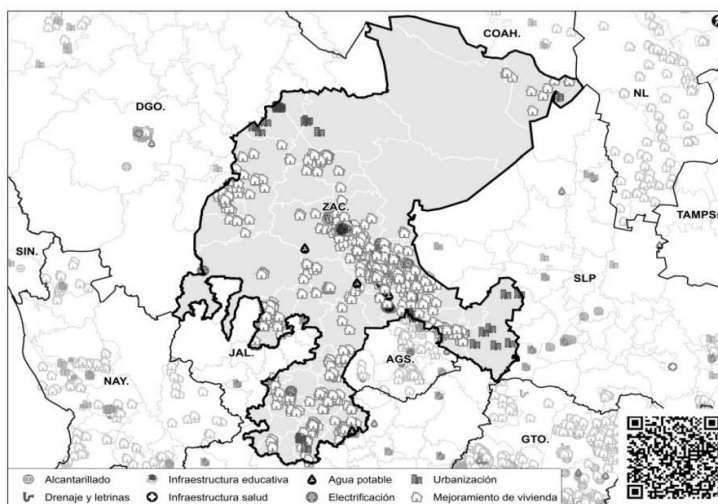 COAH.
DGO.
NL
ZAC.
TAMPS.
SIN.
SLP
JAL.
AGS.
NAY.
GTO.
Alcantarillado Infraestructura educativa Agua potable Urbanización
Drenaje y letrinas Infraestructura salud Electrificación Mejoramiento de vivienda